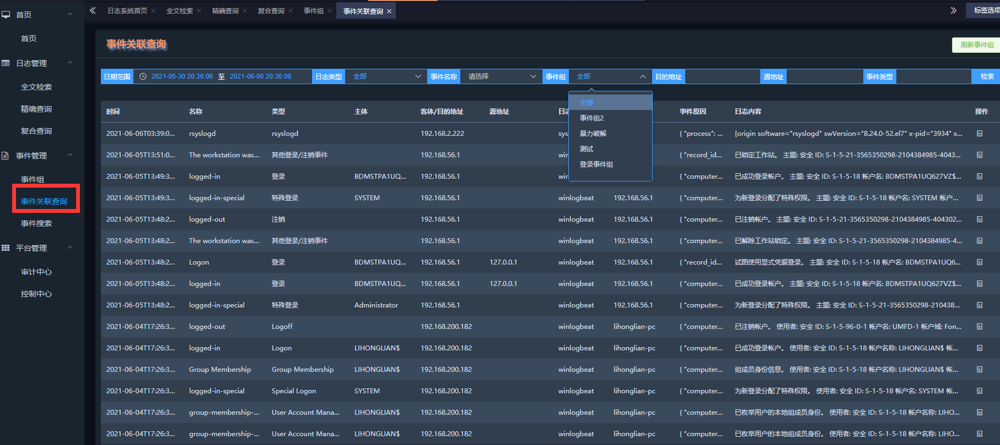 首页
首页
日志管理
全文检索
精确查询
复合查询
事件管理
事件组
事件关联查询
事件搜索
平台管理
审计中心
控制中心
日志系统首页 全文检索 精确查询 复合查询 事件组 事件关联查询 标签选项
事件关联查询
刷新事件组
日期范围 2021-05-30 20:36:06 至 2021-06-06 20:36:06 日志类型 全部 事件名称 请选择 事件组 全部 目的地址 源地址 事件类型 检索
全部
事件组2
暴力破解
测试
登录事件组
时间 名称 类型 主体 客体/目的地址 源地址 日志 事件原因 日志内容 操作
2021-06-06T03:39:0... rsyslogd rsyslogd 192.168.2.222 sys { "process": ... [origin software="rsyslogd" swVersion="8.24.0-52.el7" x-pid="3934" x...
2021-06-05T13:51:0... The workstation was... 其他登录/注销事件 192.168.56.1 wir { "record_id... 已锁定工作站。 主题: 安全 ID: S-1-5-21-3565350298-2104384985-4043...
2021-06-05T13:49:3... logged-in 登录 BDMSTPA1UQ... 192.168.56.1 wir { "computer... 已成功登录帐户。 主题: 安全 ID: S-1-5-18 帐户名: BDMSTPA1UQ627VZ$...
2021-06-05T13:49:3... logged-in-special 特殊登录 SYSTEM 192.168.56.1 winlogbeat 192.168.56.1 { "computer... 为新登录分配了特殊权限。 主题: 安全 ID: S-1-5-18 帐户名: SYSTEM 帐户...
2021-06-05T13:48:2... logged-out 注销 192.168.56.1 winlogbeat 192.168.56.1 { "computer... 已注销帐户。 主题: 安全 ID: S-1-5-21-3565350298-2104384985-404302...
2021-06-05T13:48:2... The workstation was... 其他登录/注销事件 192.168.56.1 winlogbeat 192.168.56.1 { "computer... 已解除工作站锁定。 主题: 安全 ID: S-1-5-21-3565350298-2104384985-4...
2021-06-05T13:48:2... Logon 登录 BDMSTPA1UQ... 192.168.56.1 127.0.0.1 winlogbeat 192.168.56.1 { "record_id... 试图使用显式凭据登录。 主题: 安全 ID: S-1-5-18 帐户名: BDMSTPA1UQ6...
2021-06-05T13:48:2... logged-in 登录 BDMSTPA1UQ... 192.168.56.1 127.0.0.1 winlogbeat 192.168.56.1 { "computer... 已成功登录帐户。 主题: 安全 ID: S-1-5-18 帐户名: BDMSTPA1UQ627VZ$...
2021-06-05T13:48:2... logged-in-special 特殊登录 Administrator 192.168.56.1 winlogbeat 192.168.56.1 { "computer... 为新登录分配了特殊权限。 主题: 安全 ID: S-1-5-21-3565350298-210438...
2021-06-04T17:26:3... logged-out Logoff 192.168.200.182 winlogbeat lihonglian-pc { "computer... 已注销帐户。 使用者: 安全 ID: S-1-5-96-0-1 帐户名: UMFD-1 帐户域: Fon...
2021-06-04T17:26:3... logged-in Logon LIHONGLIAN$ 192.168.200.182 winlogbeat lihonglian-pc { "computer... 已成功登录帐户。 使用者: 安全 ID: S-1-5-18 帐户名称: LIHONGLIAN$ 帐...
2021-06-04T17:26:3... Group Membership Group Membership LIHONGLIAN$ 192.168.200.182 winlogbeat lihonglian-pc { "computer... 组成员身份信息。 使用者: 安全 ID: S-1-5-18 帐户名称: LIHONGLIAN$ 帐...
2021-06-04T17:26:3... logged-in-special Special Logon SYSTEM 192.168.200.182 winlogbeat lihonglian-pc { "computer... 为新登录分配了特殊权限。 使用者: 安全 ID: S-1-5-18 帐户名: SYSTEM 帐...
2021-06-04T17:26:3... group-membership-... User Account Mana... LIHONGLIAN$ 192.168.200.182 winlogbeat lihonglian-pc { "computer... 已枚举用户的本地组成员身份。 使用者: 安全 ID: S-1-5-18 帐户名称: LIHO...
2021-06-04T17:26:3... group-membership-... User Account Mana... LIHONGLIAN$ 192.168.200.182 winlogbeat lihonglian-pc { "computer... 已枚举用户的本地组成员身份。 使用者: 安全 ID: S-1-5-18 帐户名称: LIHO...